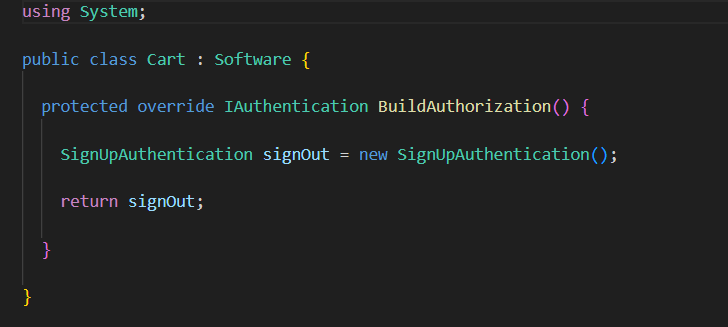 using System;
public class Cart : Software {
protected override IAuthentication BuildAuthorization() {
SignUpAuthentication signOut = new SignUpAuthentication();
return signOut;
}
}